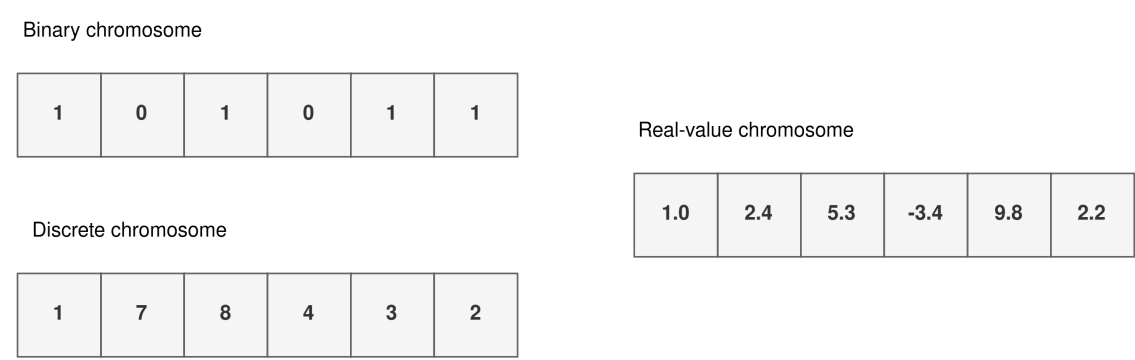 Binary chromosome
1 0 1 0 1 1
Discrete chromosome
1 7 8 4 3 2
Real-value chromosome
1.0 2.4 5.3 -3.4 9.8 2.2